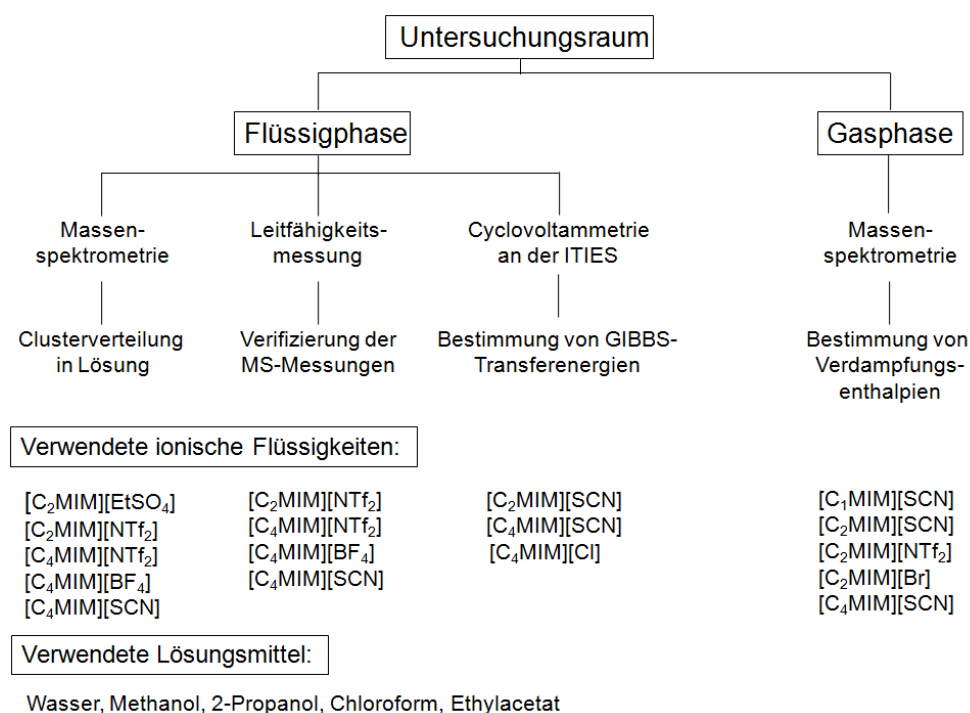 Untersuchungsraum
Flüssigphase
Gasphase
Massen-
spektrometrie
Leitfähigkeits-
messung
Cyclovoltammetrie
an der ITIES
Massen-
spektrometrie
Clusterverteilung
in Lösung
Verifizierung der
MS-Messungen
Bestimmung von GIBBS-
Transferenergien
Bestimmung von
Verdampfungs-
enthalpien
Verwendete ionische Flüssigkeiten:
[C₂MIM][EtSO₄]
[C₂MIM][NTf₂]
[C₄MIM][NTf₂]
[C₄MIM][BF₄]
[C₄MIM][SCN]
[C₂MIM][NTf₂]
[C₄MIM][NTf₂]
[C₄MIM][BF₄]
[C₄MIM][SCN]
[C₂MIM][SCN]
[C₄MIM][SCN]
[C₄MIM][Cl]
[C₁MIM][SCN]
[C₂MIM][SCN]
[C₂MIM][NTf₂]
[C₂MIM][Br]
[C₄MIM][SCN]
Verwendete Lösungsmittel:
Wasser, Methanol, 2-Propanol, Chloroform, Ethylacetat